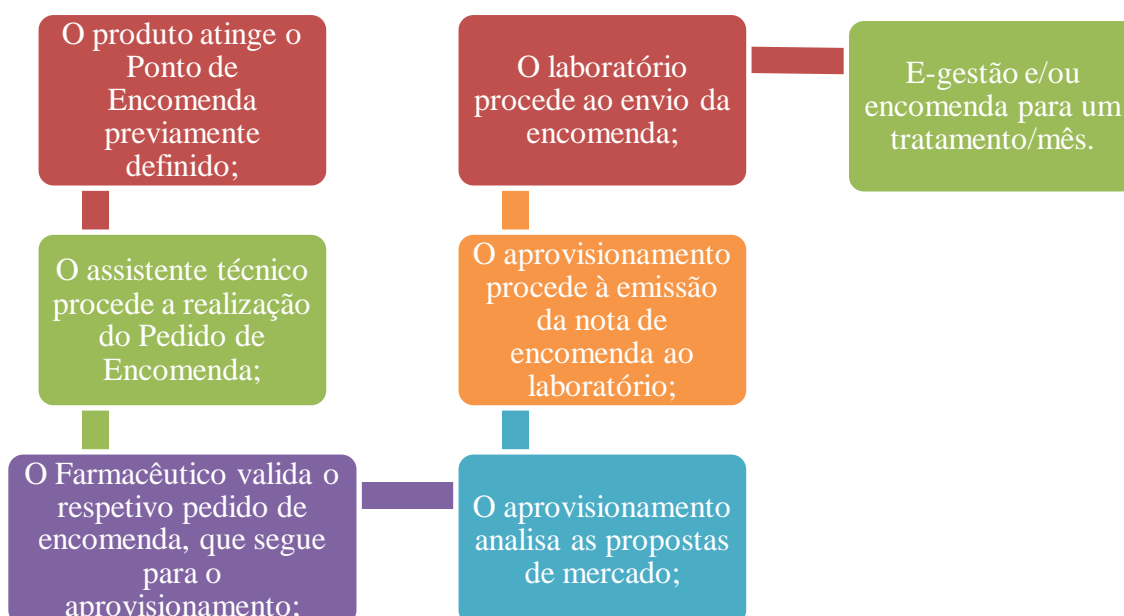 O produto atinge o
Ponto de
Encomenda
previamente
definido;
O assistente técnico
procede a realização
do Pedido de
Encomenda;
O Farmacêutico valida o
respetivo pedido de
encomenda, que segue
para o
aprovisionamento;
O aprovisionamento
analisa as propostas
de mercado;
O aprovisionamento
procede à emissão
da nota de
encomenda ao
laboratório;
O laboratório
procede ao envio da
encomenda;
E-gestão e/ou
encomenda para um
tratamento/mês.